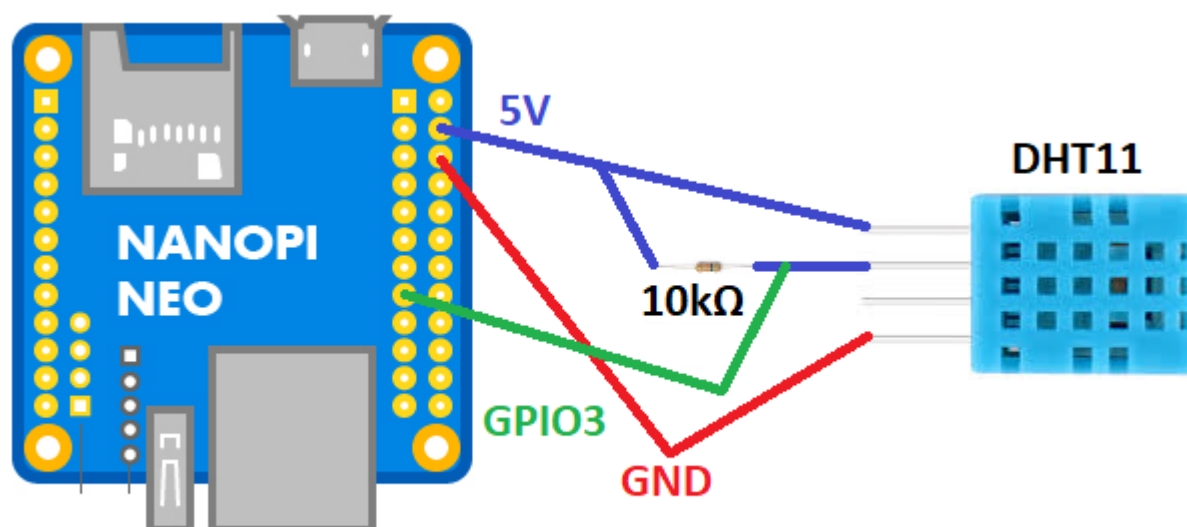 5V
DHT11
NANOPI
NEO
10kΩ
GPIO3
GND